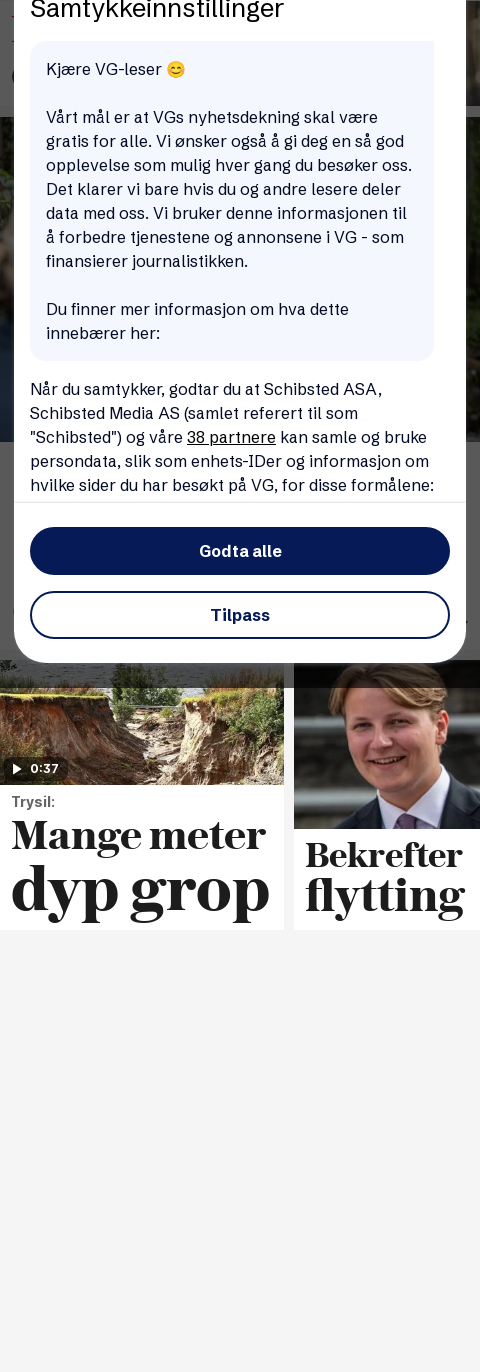 Samtykkeinnstillinger
Kjære VG-leser 😊
Vårt mål er at VGs nyhetsdekning skal være
gratis for alle. Vi ønsker også å gi deg en så god
opplevelse som mulig hver gang du besøker oss.
Det klarer vi bare hvis du og andre lesere deler
data med oss. Vi bruker denne informasjonen til
å forbedre tjenestene og annonsene i VG - som
finansierer journalistikken.
Du finner mer informasjon om hva dette
innebærer her:
Når du samtykker, godtar du at Schibsted ASA,
Schibsted Media AS (samlet referert til som
"Schibsted") og våre 38 partnere kan samle og bruke
persondata, slik som enhets-IDer og informasjon om
hvilke sider du har besøkt på VG, for disse formålene:
Godta alle
Tilpass
0:37
Trysil:
Mange meter
dyp grop
Bekrefter
flytting